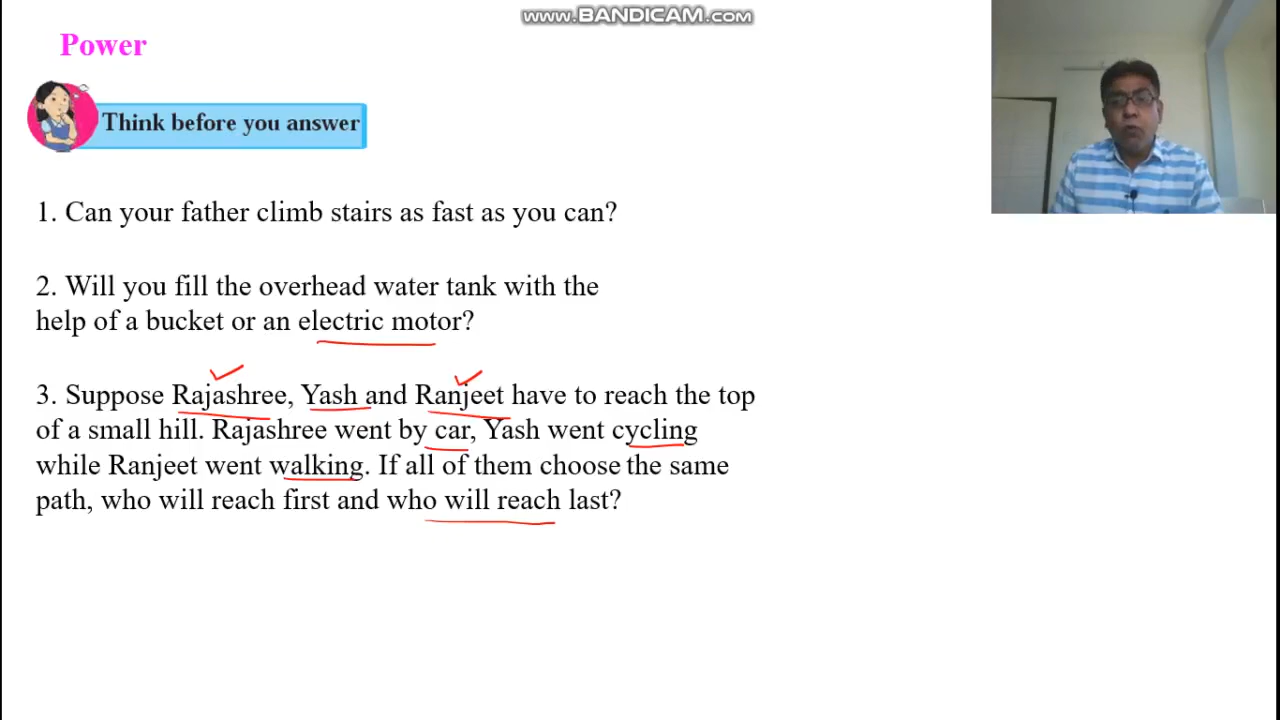 www.BANDICAM.com
Power
Think before you answer
1. Can your father climb stairs as fast as you can?
2. Will you fill the overhead water tank with the
help of a bucket or an electric motor?
3. Suppose Rajashree, Yash and Ranjeet have to reach the top
of a small hill. Rajashree went by car, Yash went cycling
while Ranjeet went walking. If all of them choose the same
path, who will reach first and who will reach last?